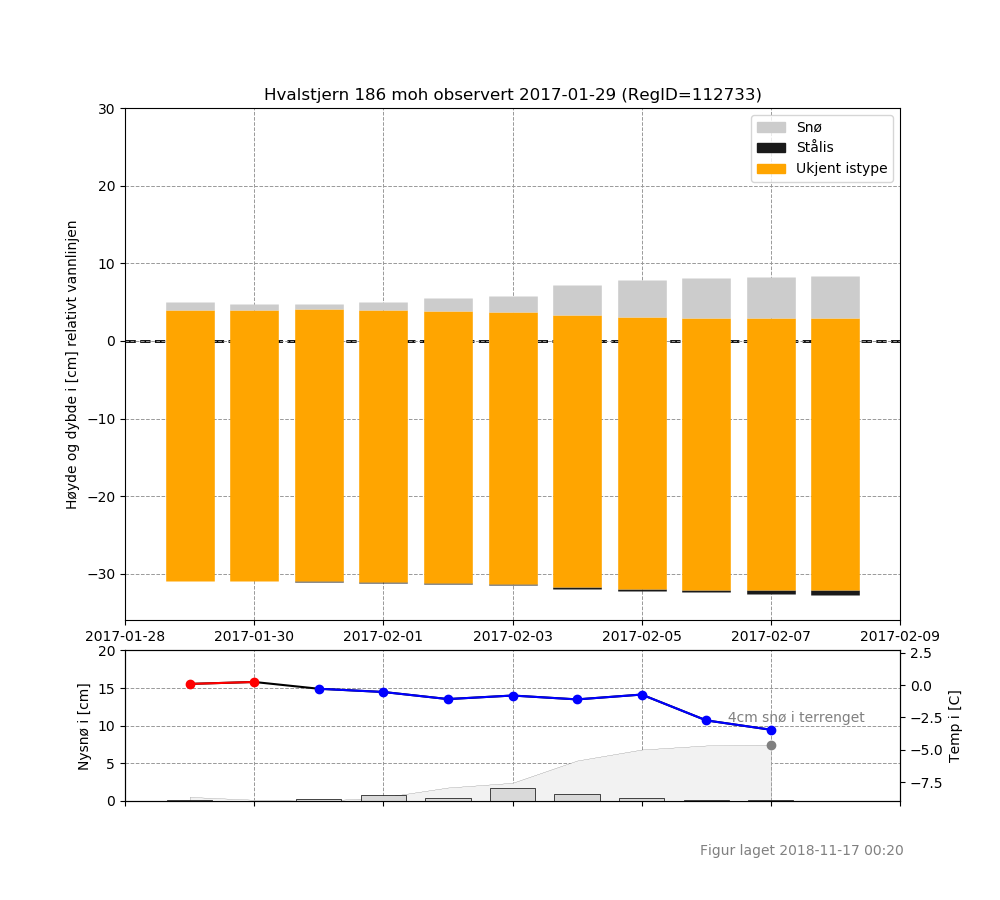 Hvalstjern 186 moh observert 2017-01-29 (RegID=112733)
Høyde og dybde i [cm] relativt vannlinjen
30
20
10
0
−10
−20
−30
Snø
Stålis
Ukjent istype
2017-01-28 2017-01-30 2017-02-01 2017-02-03 2017-02-05 2017-02-07 2017-02-09
Nysnø i [cm]
20
15
10
5
0
4cm snø i terrenget
2.5
0.0
−2.5
−5.0
−7.5
Temp i [C]
Figur laget 2018-11-17 00:20